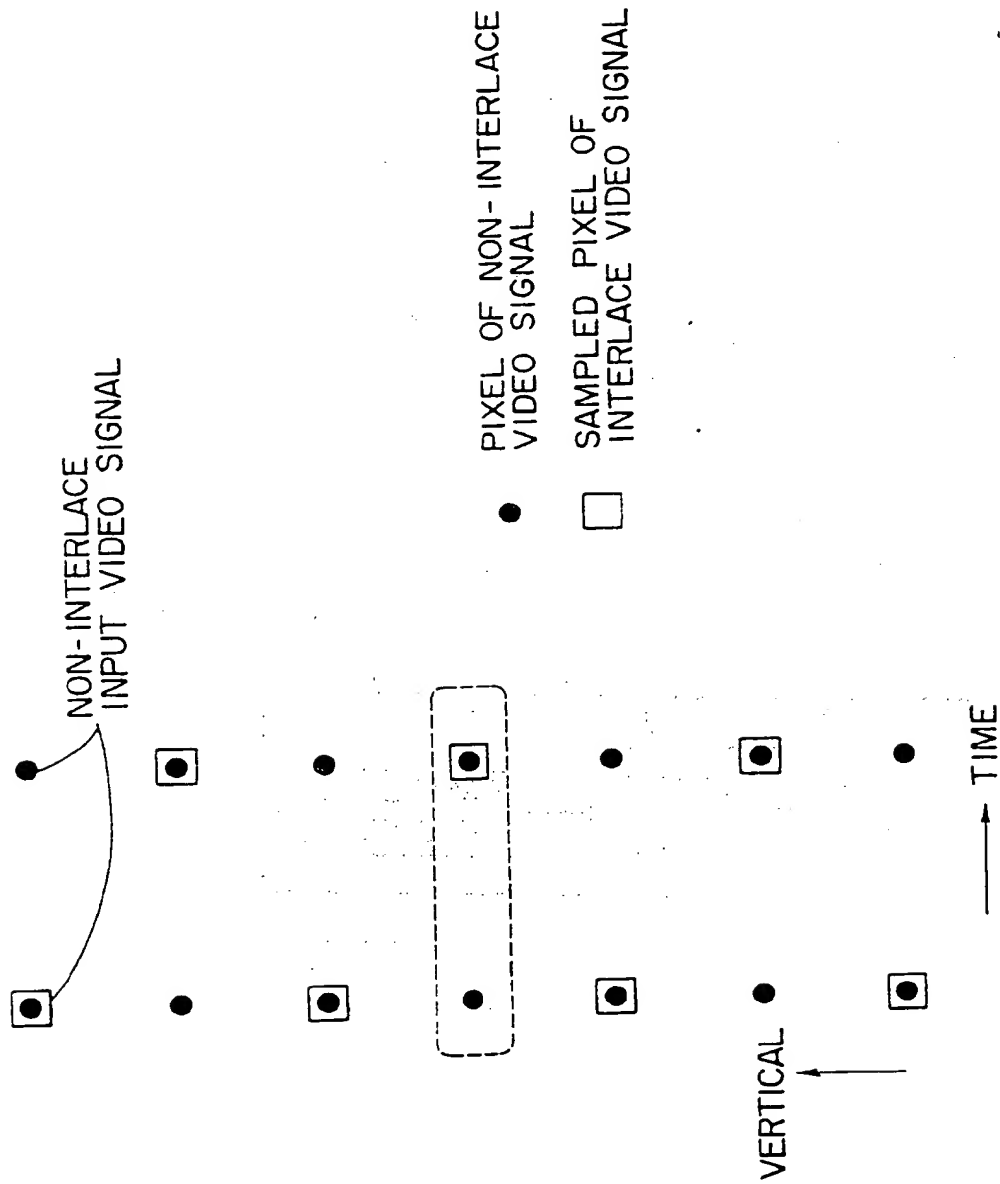 NON-INTERLACE
INPUT VIDEO SIGNAL
PIXEL OF NON-INTERLACE
VIDEO SIGNAL
SAMPLED PIXEL OF
INTERLACE VIDEO SIGNAL
VERTICAL
TIME